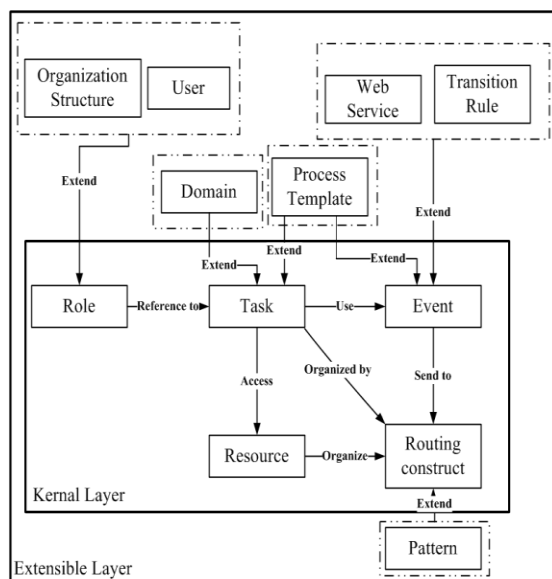 Organization
Structure
User
Web
Service
Transition
Rule
Extend
Domain
Process
Template
Extend
Extend
Extend
Extend
Role
Reference to
Task
Use
Event
Access
Organized by
Send to
Resource
Organize
Routing
construct
Kernal Layer
Extend
Pattern
Extensible Layer